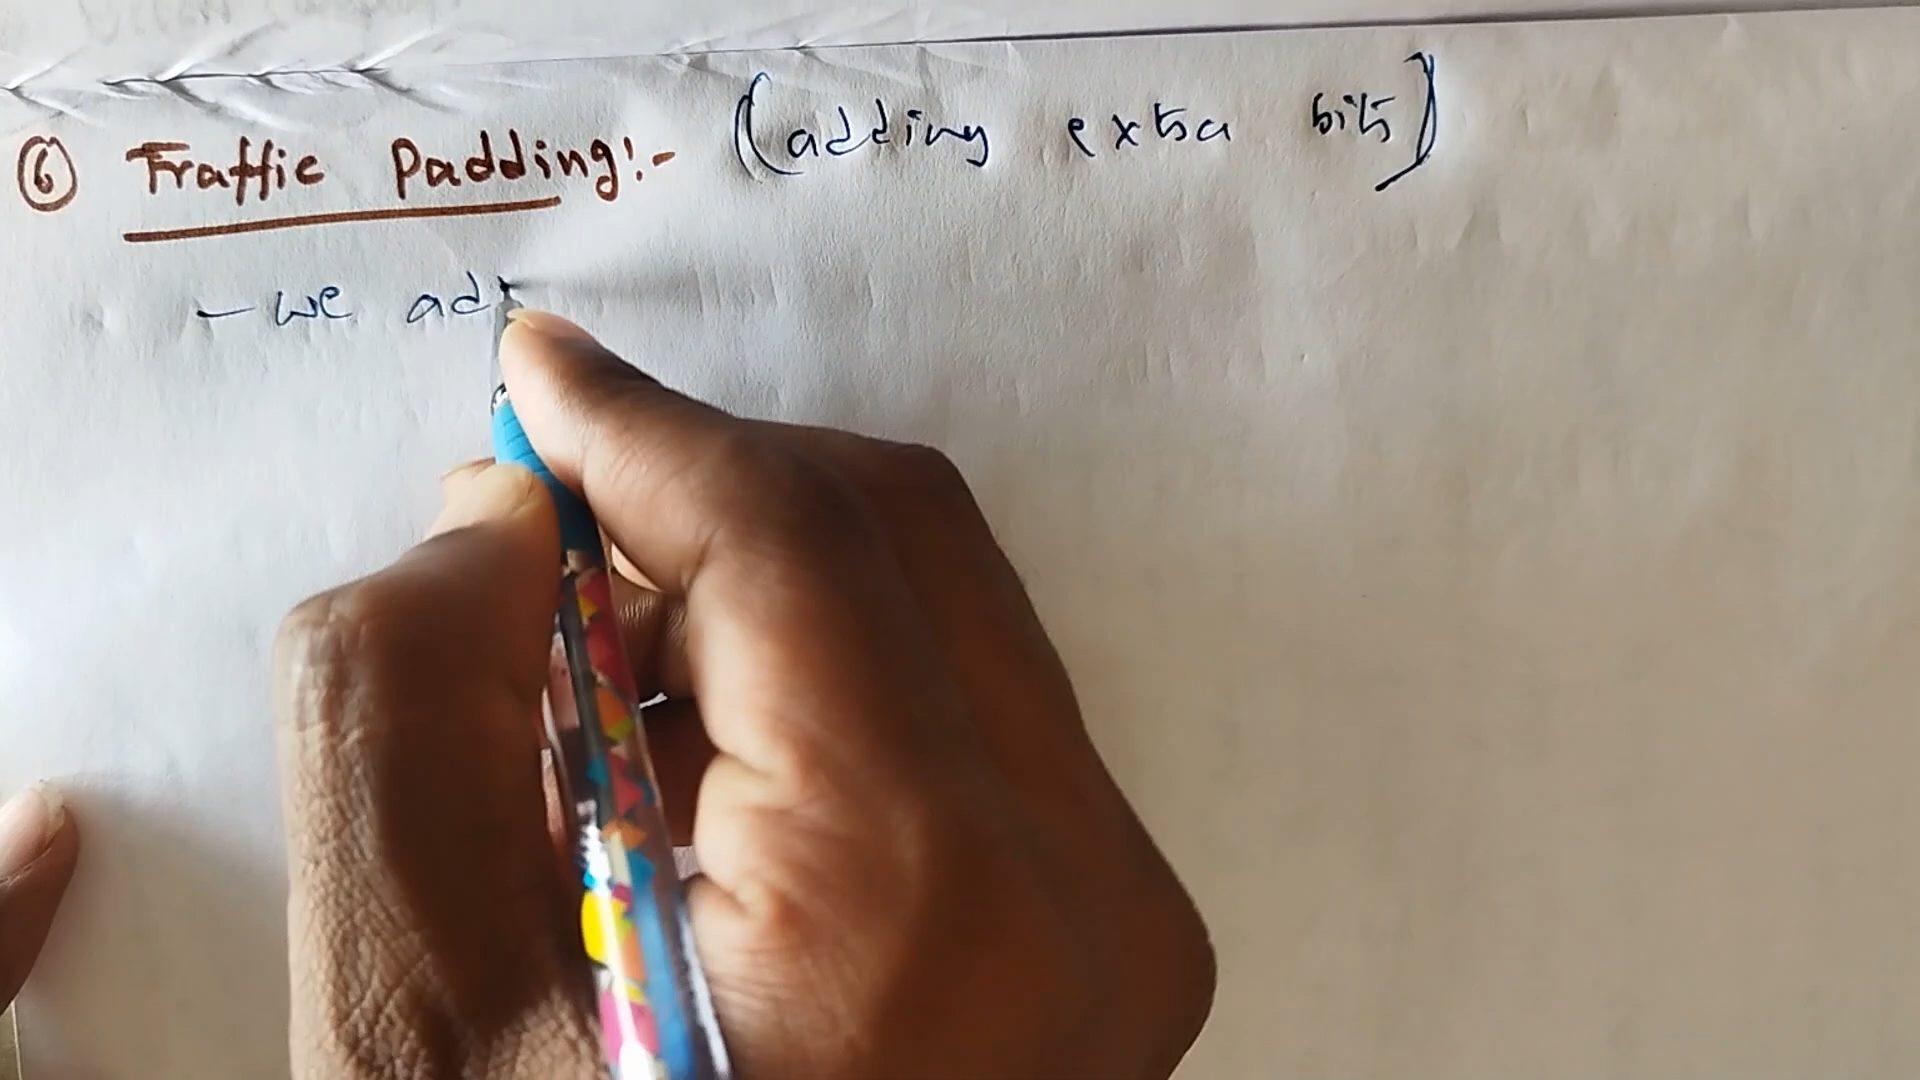 ⑥ Traffic Padding:- (adding extra bits)
- we ad